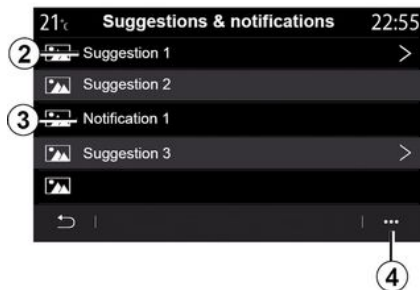 21°c Suggestions & notifications 22:55
2 Suggestion 1
Suggestion 2
3 Notification 1
Suggestion 3
4